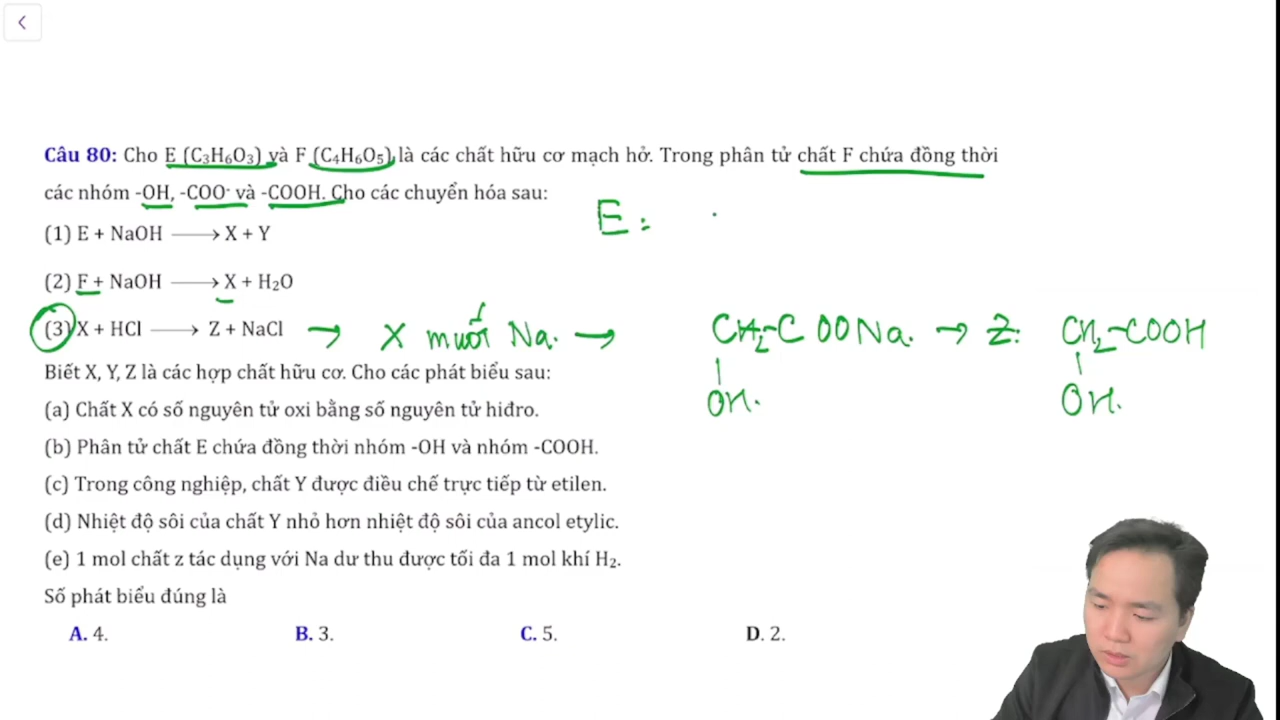 Câu 80: Cho E (C₃H₆O₃) và F (C₄H₆O₅) là các chất hữu cơ mạch hở. Trong phân tử chất F chứa đồng thời
các nhóm -OH, -COO- và -COOH. Cho các chuyển hóa sau:
E :
(1) E + NaOH ⟶ X + Y
(2) F + NaOH ⟶ X + H₂O
(3) X + HCl ⟶ Z + NaCl → X muối Na. → CH₂-COONa. → Z: CH₂-COOH
OH. OH.
Biết X, Y, Z là các hợp chất hữu cơ. Cho các phát biểu sau:
(a) Chất X có số nguyên tử oxi bằng số nguyên tử hiđro.
(b) Phân tử chất E chứa đồng thời nhóm -OH và nhóm -COOH.
(c) Trong công nghiệp, chất Y được điều chế trực tiếp từ etilen.
(d) Nhiệt độ sôi của chất Y nhỏ hơn nhiệt độ sôi của ancol etylic.
(e) 1 mol chất z tác dụng với Na dư thu được tối đa 1 mol khí H₂.
Số phát biểu đúng là
A. 4. B. 3. C. 5. D. 2.